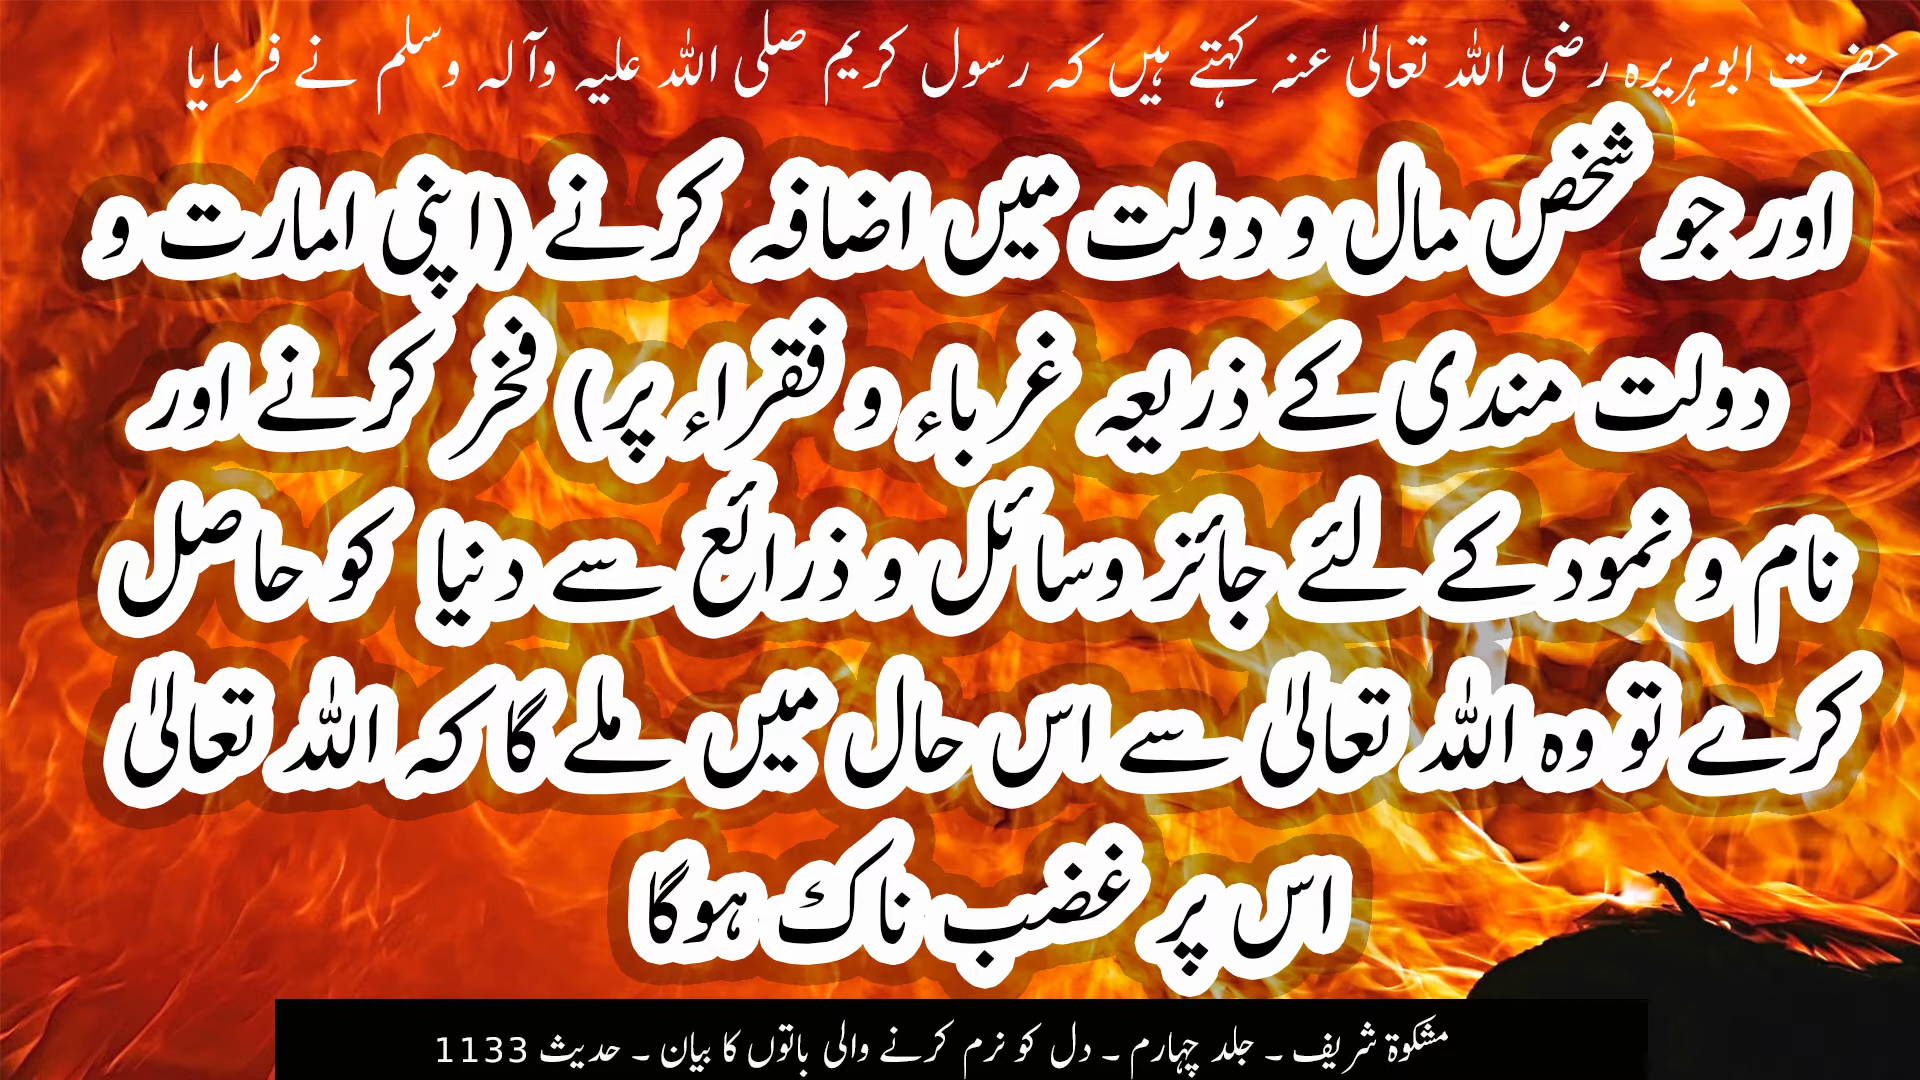 حضرت ابوہریرہ رضی اللہ تعالیٰ عنہ کہتے ہیں کہ رسول کریم صلی اللہ علیہ وآلہ وسلم نے فرمایا
اور جو شخص مال و دولت میں اضافہ کرنے (اپنی امارت و
دولت مندی کے ذریعہ غرباء و فقراء پر) فخر کرنے اور
نام و نمود کے لئے جائز وسائل و ذرائع سے دنیا کو حاصل
کرے تو وہ اللہ تعالیٰ سے اس حال میں ملے گا کہ اللہ تعالیٰ
اس پر غضب ناک ہوگا
مشکوۃ شریف ۔ جلد چہارم ۔ دل کو نرم کرنے والی باتوں کا بیان ۔ حدیث 1133